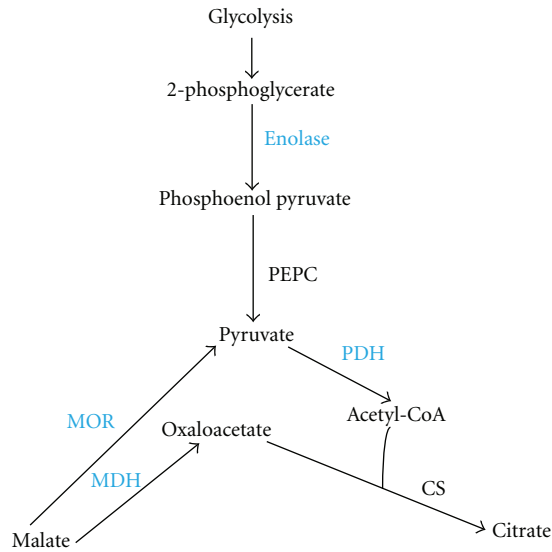 Glycolysis
2-phosphoglycerate
Enolase
Phosphoenol pyruvate
PEPC
Pyruvate
PDH
Acetyl-CoA
MOR
Oxaloacetate
MDH
CS
Malate
Citrate